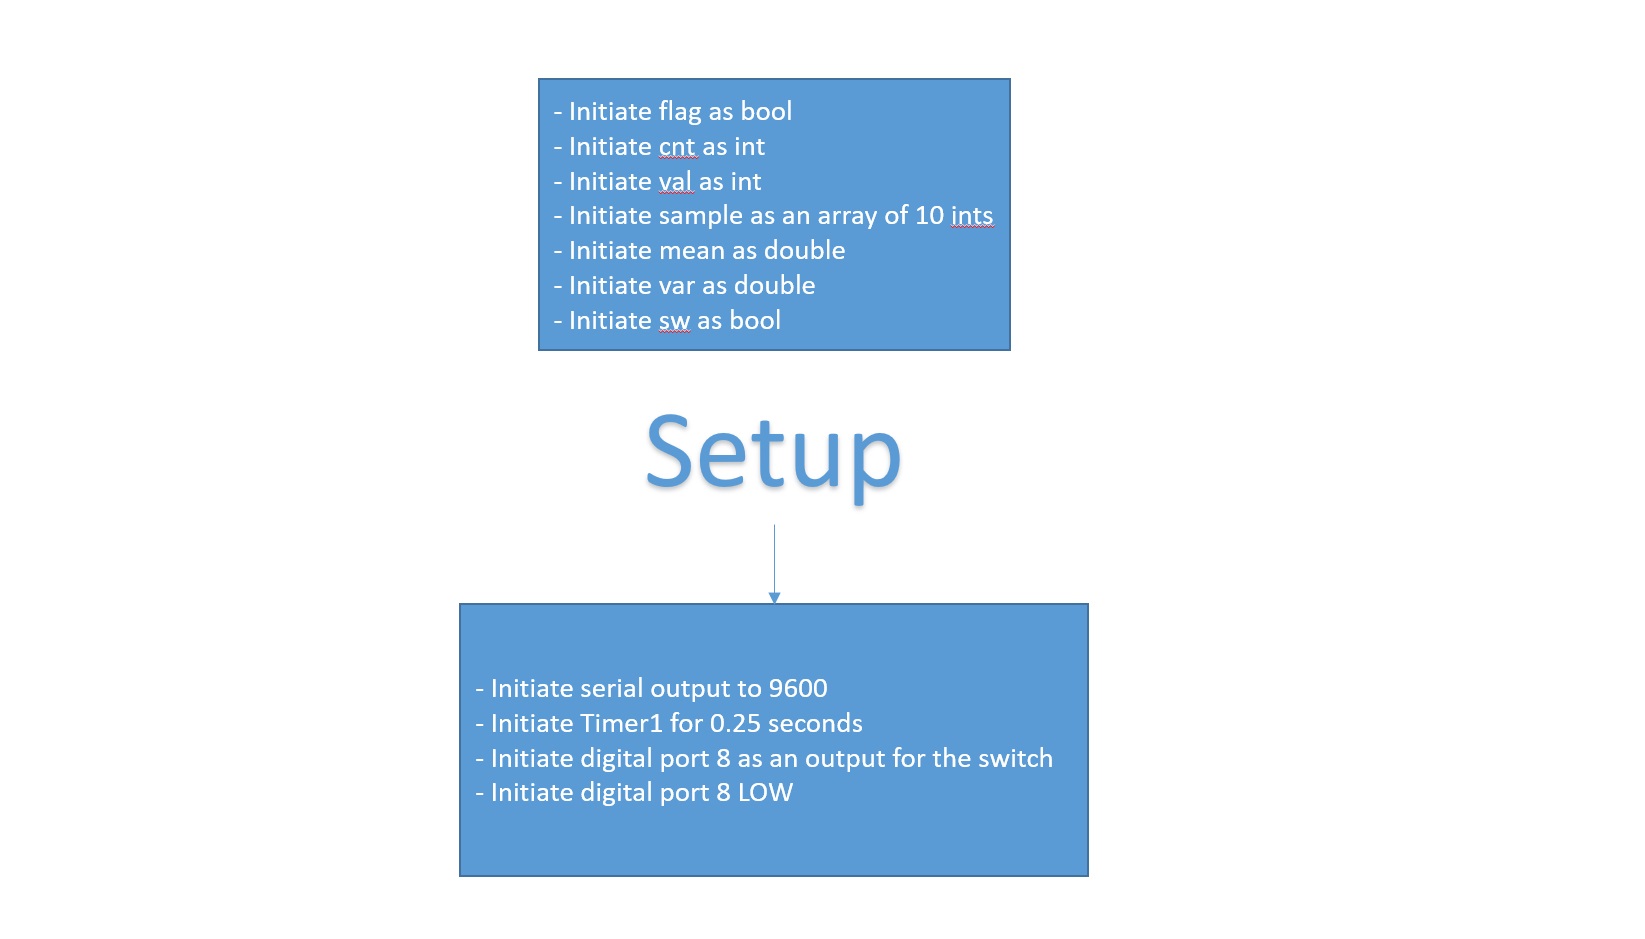 - Initiate flag as bool
- Initiate cnt as int
- Initiate val as int
- Initiate sample as an array of 10 ints
- Initiate mean as double
- Initiate var as double
- Initiate sw as bool
Setup
- Initiate serial output to 9600
- Initiate Timer1 for 0.25 seconds
- Initiate digital port 8 as an output for the switch
- Initiate digital port 8 LOW